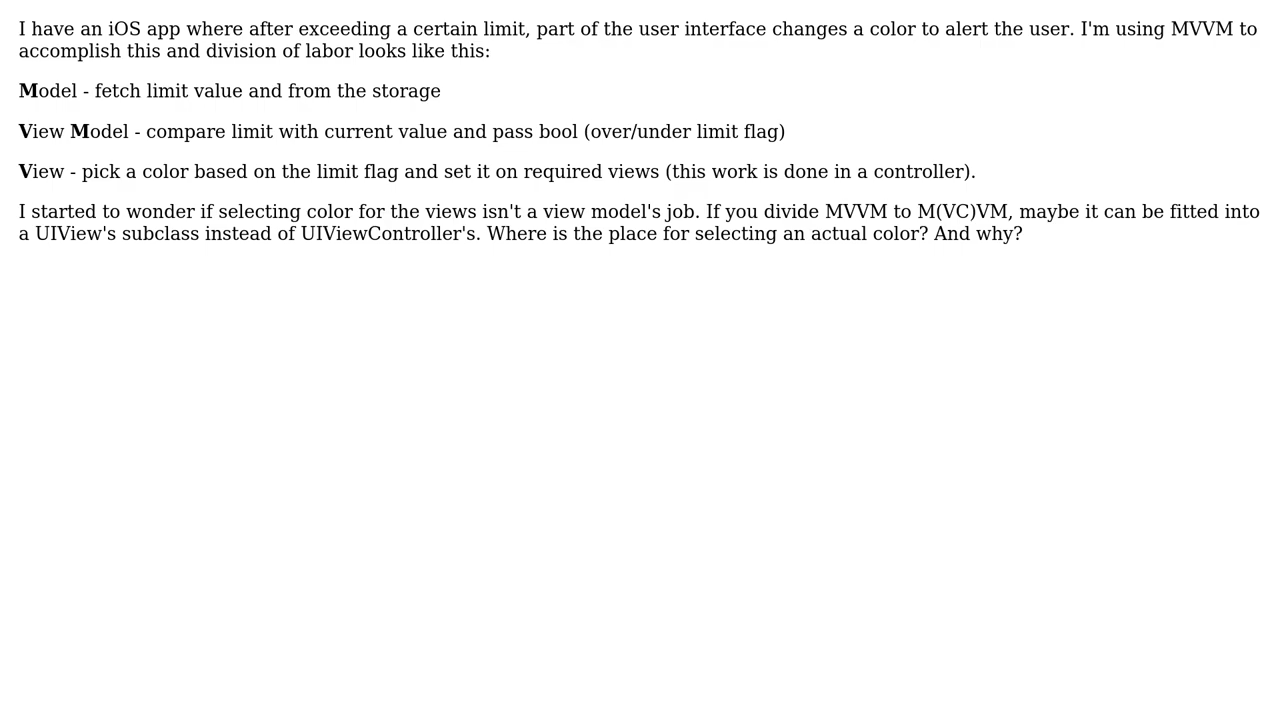 I have an iOS app where after exceeding a certain limit, part of the user interface changes a color to alert the user. I'm using MVVM to
accomplish this and division of labor looks like this:
Model - fetch limit value and from the storage
View Model - compare limit with current value and pass bool (over/under limit flag)
View - pick a color based on the limit flag and set it on required views (this work is done in a controller).
I started to wonder if selecting color for the views isn't a view model's job. If you divide MVVM to M(VC)VM, maybe it can be fitted into
a UIView's subclass instead of UIViewController's. Where is the place for selecting an actual color? And why?